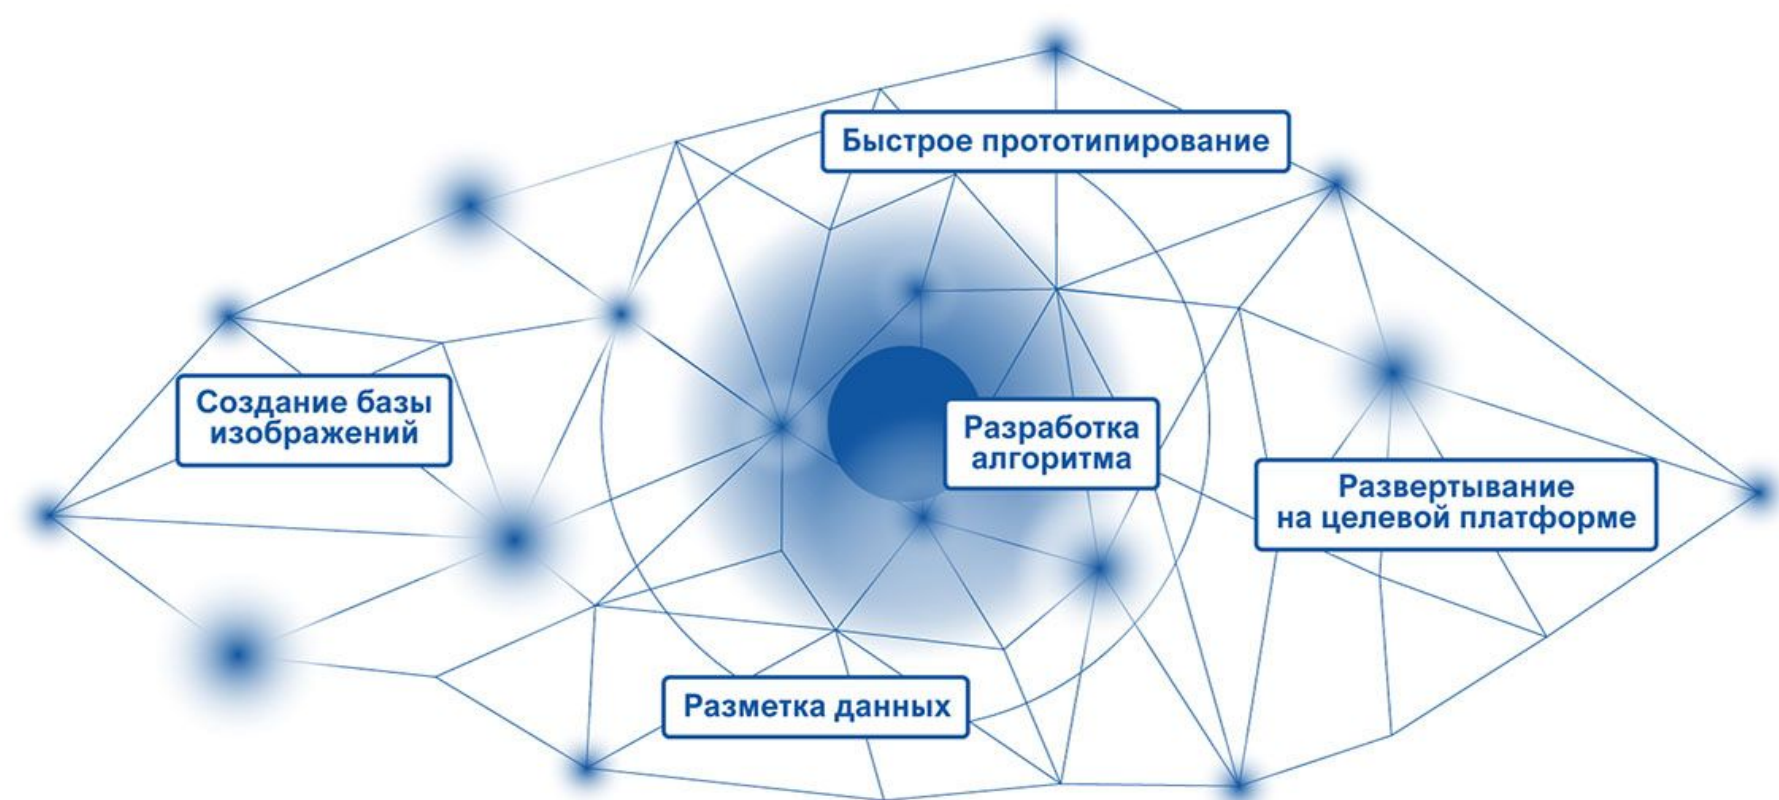 Быстрое прототипирование
Создание базы
изображений
Разработка
алгоритма
Развертывание
на целевой платформе
Разметка данных